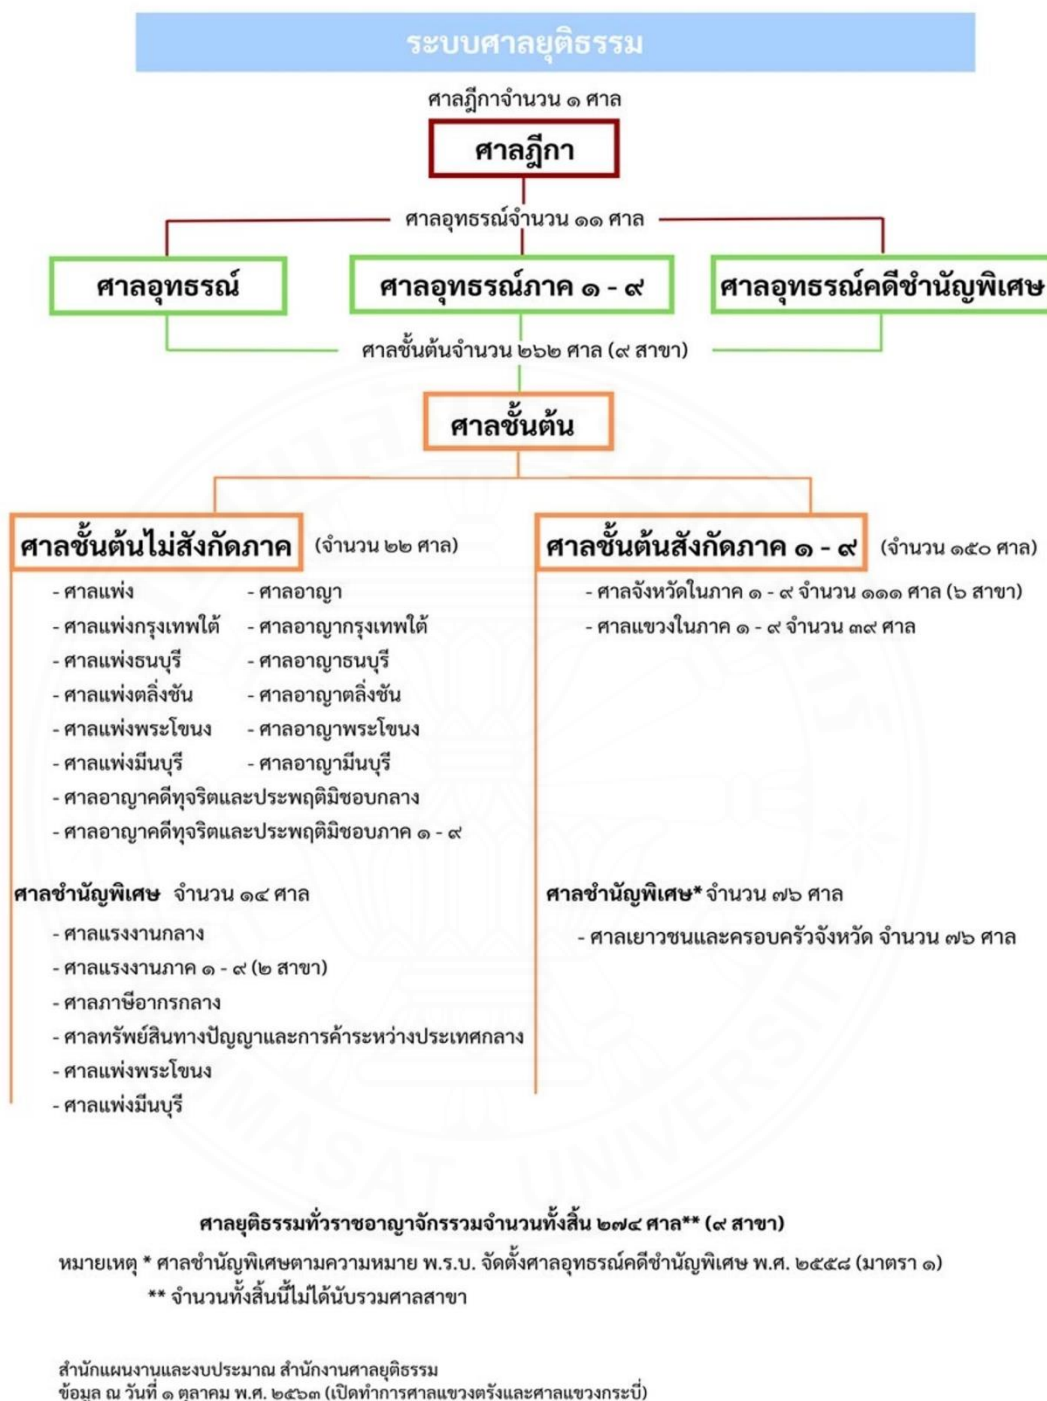 ระบบศาลยุติธรรม
ศาลฎีกาจำนวน ๑ ศาล
ศาลฎีกา
ศาลอุทธรณ์จำนวน ๑๑ ศาล
ศาลอุทธรณ์
ศาลอุทธรณ์ภาค ๑ - ๙
ศาลอุทธรณ์คดีชำนัญพิเศษ
ศาลชั้นต้นจำนวน ๒๖๒ ศาล (๙ สาขา)
ศาลชั้นต้น
ศาลชั้นต้นไม่สังกัดภาค (จำนวน ๒๒ ศาล)
- ศาลแพ่ง - ศาลอาญา
- ศาลแพ่งกรุงเทพใต้ - ศาลอาญากรุงเทพใต้
- ศาลแพ่งธนบุรี - ศาลอาญาธนบุรี
- ศาลแพ่งตลิ่งชัน - ศาลอาญาตลิ่งชัน
- ศาลแพ่งพระโขนง - ศาลอาญาพระโขนง
- ศาลแพ่งมีนบุรี - ศาลอาญามีนบุรี
- ศาลอาญาคดีทุจริตและประพฤติมิชอบกลาง
- ศาลอาญาคดีทุจริตและประพฤติมิชอบภาค ๑ - ๙
ศาลชำนัญพิเศษ จำนวน ๑๔ ศาล
- ศาลแรงงานกลาง
- ศาลแรงงานภาค ๑ - ๙ (๒ สาขา)
- ศาลภาษีอากรกลาง
- ศาลทรัพย์สินทางปัญญาและการค้าระหว่างประเทศกลาง
- ศาลแพ่งพระโขนง
- ศาลแพ่งมีนบุรี
ศาลชั้นต้นสังกัดภาค ๑ - ๙ (จำนวน ๑๕๐ ศาล)
- ศาลจังหวัดในภาค ๑ - ๙ จำนวน ๑๑๑ ศาล (๖ สาขา)
- ศาลแขวงในภาค ๑ - ๙ จำนวน ๓๙ ศาล
ศาลชำนัญพิเศษ* จำนวน ๗๖ ศาล
- ศาลเยาวชนและครอบครัวจังหวัด จำนวน ๗๖ ศาล
ศาลยุติธรรมทั่วราชอาญาจักรรวมจำนวนทั้งสิ้น ๒๗๔ ศาล** (๙ สาขา)
หมายเหตุ * ศาลชำนัญพิเศษตามความหมาย พ.ร.บ. จัดตั้งศาลอุทธรณ์คดีชำนัญพิเศษ พ.ศ. ๒๕๕๘ (มาตรา ๑)
** จำนวนทั้งสิ้นนี้ไม่ได้นับรวมศาลสาขา
สำนักแผนงานและงบประมาณ สำนักงานศาลยุติธรรม
ข้อมูล ณ วันที่ ๑ ตุลาคม พ.ศ. ๒๕๖๓ (เปิดทำการศาลแขวงตรังและศาลแขวงกระบี่)